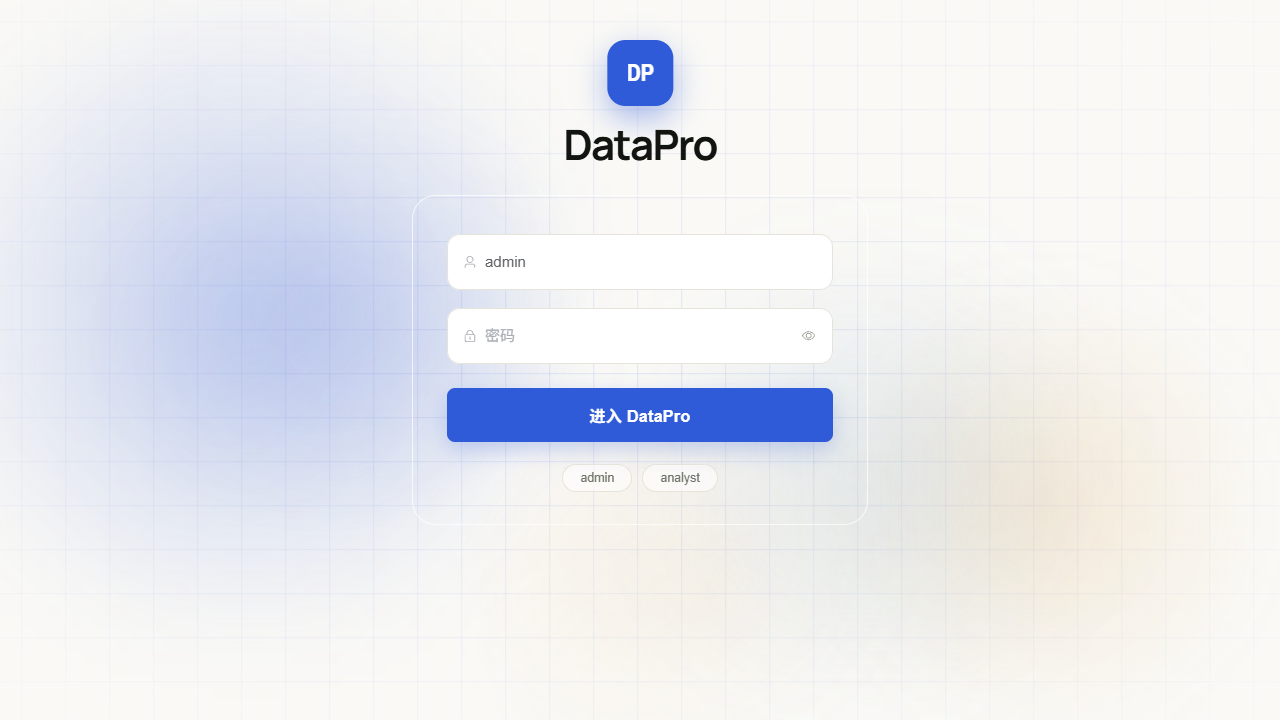 DP
DataPro
admin
密码
进入 DataPro
admin
analyst